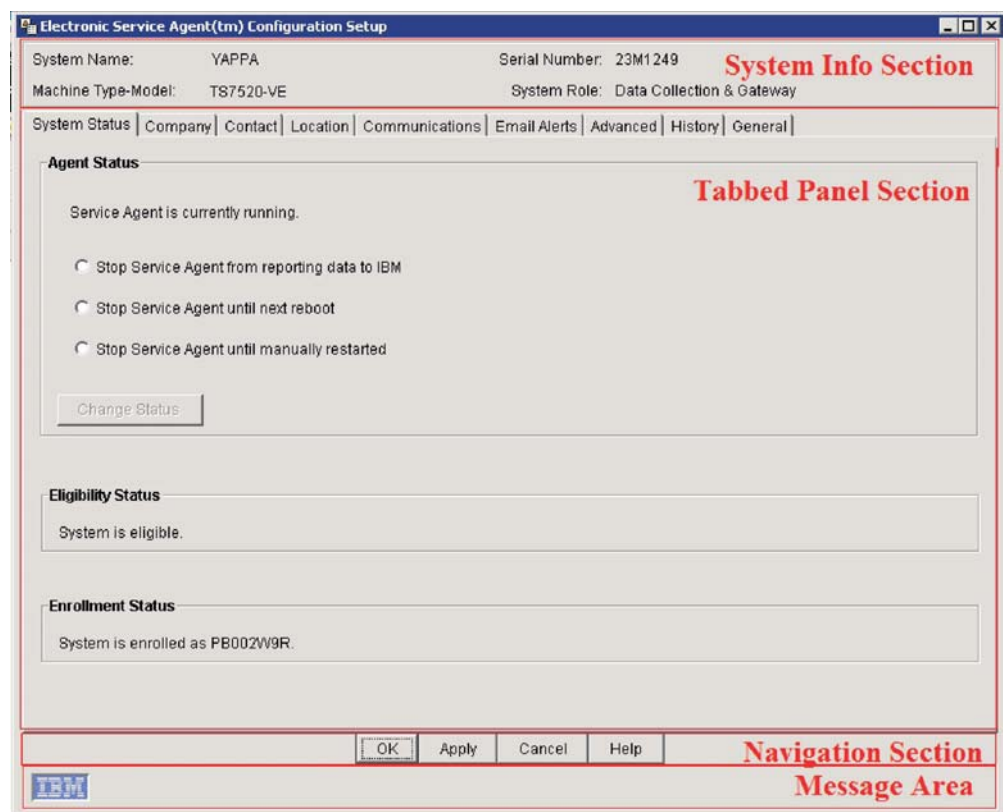 Electronic Service Agent(tm) Configuration Setup
System Name: YAPPA Serial Number: 23M1249 System Info Section
Machine Type-Model: TS7520-VE System Role: Data Collection & Gateway
System Status Company Contact Location Communications Email Alerts Advanced History General
Agent Status
Tabbed Panel Section
Service Agent is currently running.
Stop Service Agent from reporting data to IBM
Stop Service Agent until next reboot
Stop Service Agent until manually restarted
Change Status
Eligibility Status
System is eligible.
Enrollment Status
System is enrolled as PB002W9R.
OK Apply Cancel Help Navigation Section
IBM Message Area